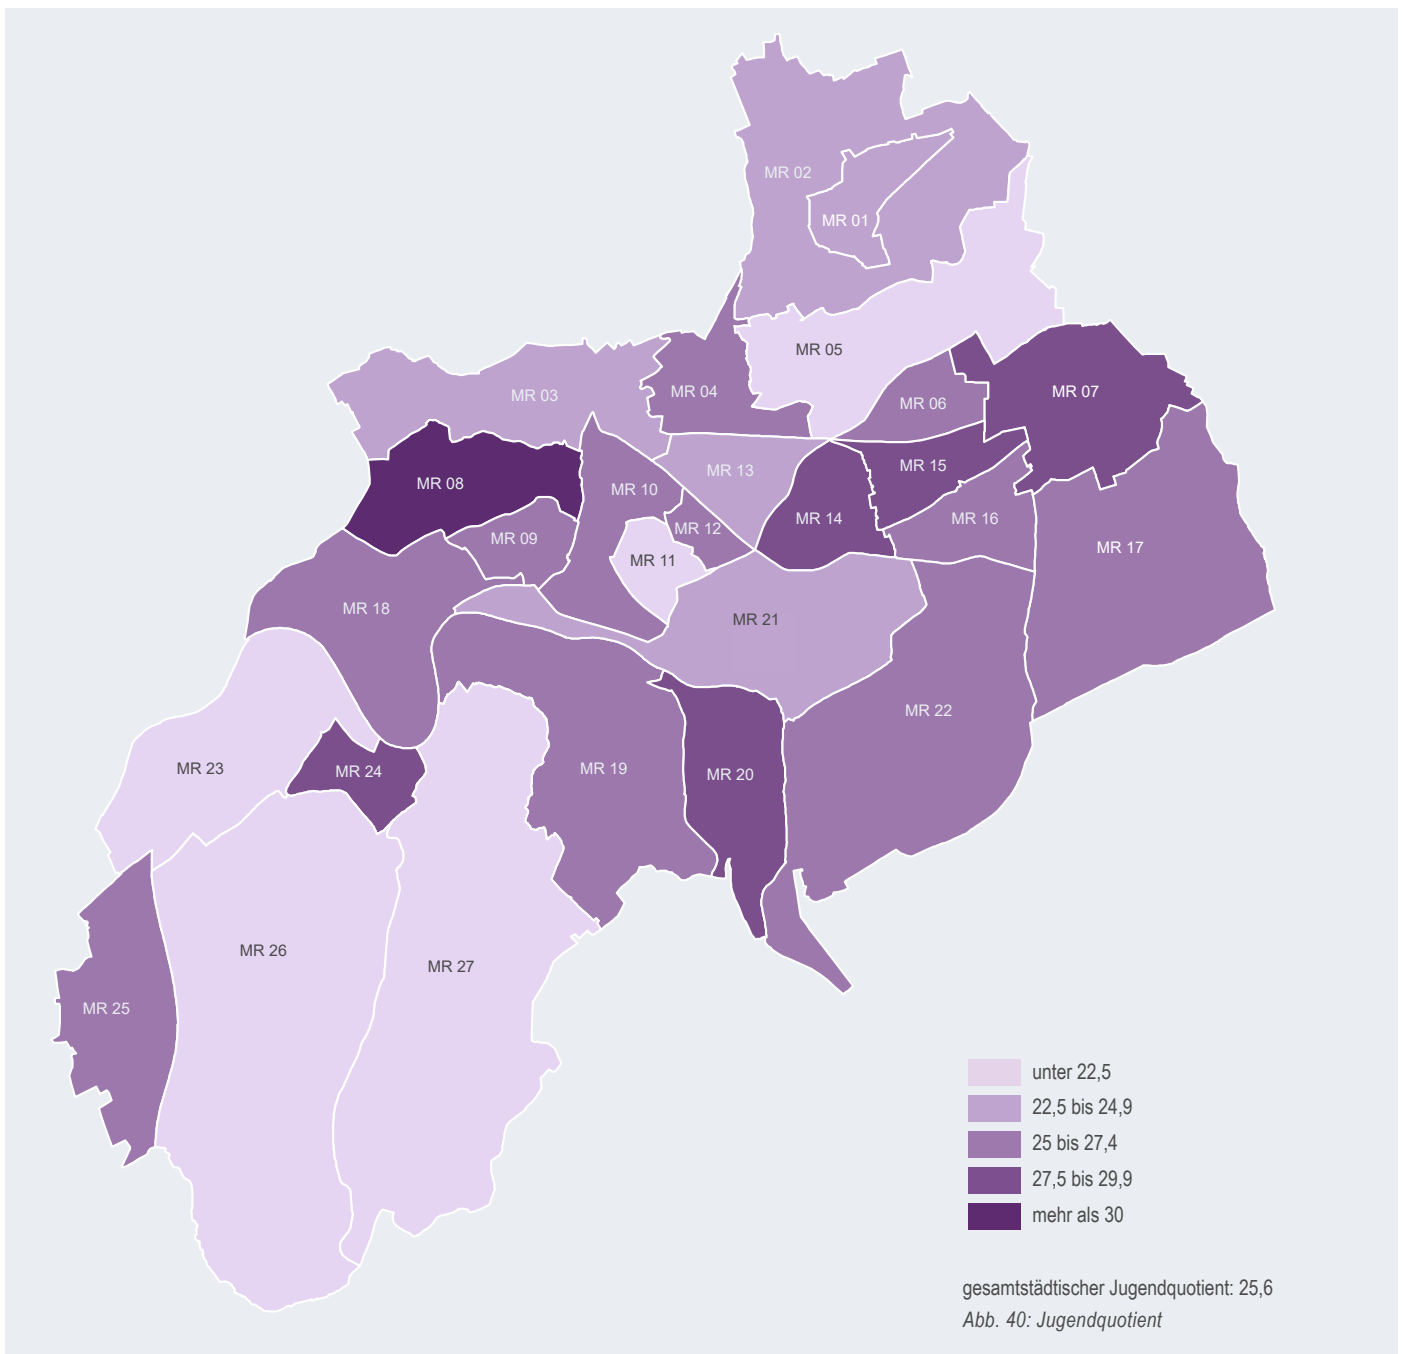 MR 02
MR 01
MR 05
MR 04
MR 03
MR 07
MR 06
MR 15
MR 13
MR 08
MR 10
MR 14
MR 16
MR 12
MR 09
MR 17
MR 11
MR 18
MR 21
MR 22
MR 23
MR 24
MR 19
MR 20
MR 26
MR 27
MR 25
unter 22,5
22,5 bis 24,9
25 bis 27,4
27,5 bis 29,9
mehr als 30
gesamtstädtischer Jugendquotient: 25,6
Abb. 40: Jugendquotient